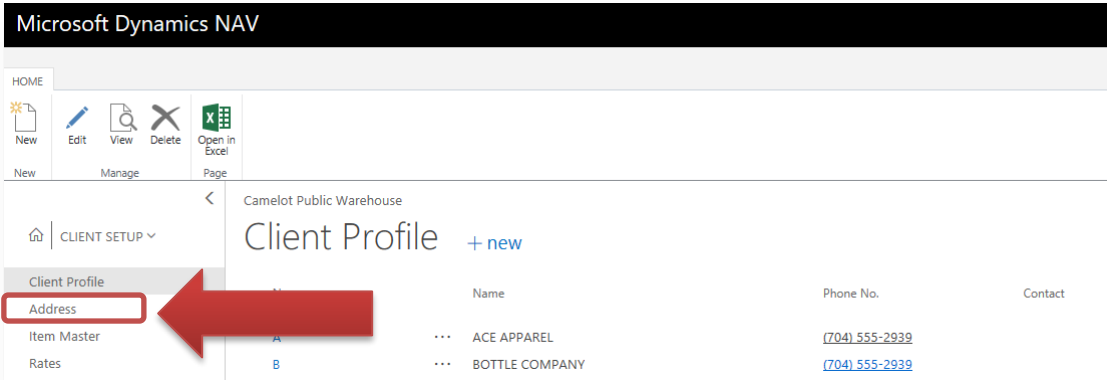 Microsoft Dynamics NAV
HOME
New Edit View Delete Open in
Excel
New Manage Page
Camelot Public Warehouse
CLIENT SETUP
Client Profile + new
Client Profile
Name Phone No. Contact
Address
Item Master A ... ACE APPAREL (704) 555-2939
Rates B ... BOTTLE COMPANY (704) 555-2939